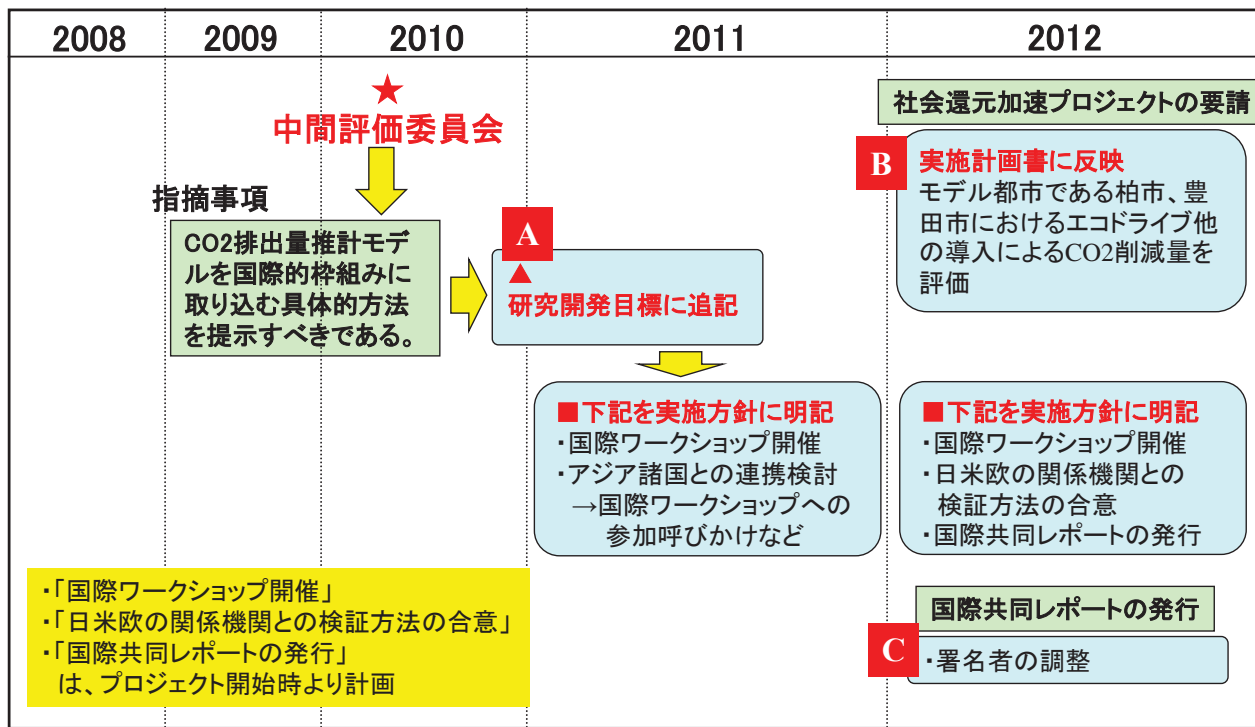 2008
2009
2010
2011
2012
★
中間評価委員会
指摘事項
CO2排出量推計モデ
ルを国際的枠組みに
取り込む具体的方法
を提示すべきである。
A
▲
研究開発目標に追記
■下記を実施方針に明記
・国際ワークショップ開催
・アジア諸国との連携検討
→国際ワークショップへの
参加呼びかけなど
社会還元加速プロジェクトの要請
B
実施計画書に反映
モデル都市である柏市、豊
田市におけるエコドライブ他
の導入によるCO2削減量を
評価
■下記を実施方針に明記
・国際ワークショップ開催
・日米欧の関係機関との
検証方法の合意
・国際共同レポートの発行
国際共同レポートの発行
C
・署名者の調整
・「国際ワークショップ開催」
・「日米欧の関係機関との検証方法の合意」
・「国際共同レポートの発行」
は、プロジェクト開始時より計画